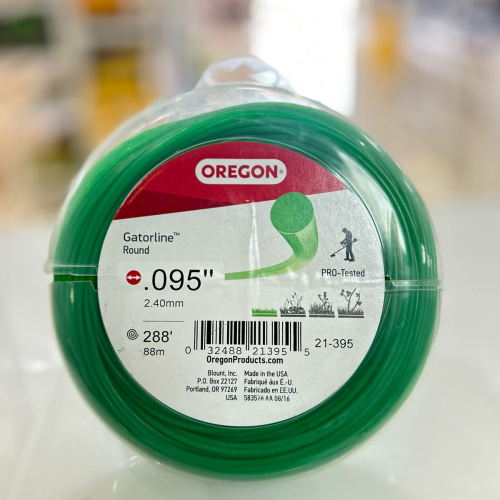 OREGON®
Gatorline™
Round
PRO-Tested
.095"
2.40mm
288'
88m
0 32488 21395 5
21-395
OregonProducts.com
Blount, Inc.
P.O. Box 22127
Portland, OR 97269
USA
Made in the USA
Fabriqué aux É.-U.
Fabricado en EE.UU.
AA 08/16